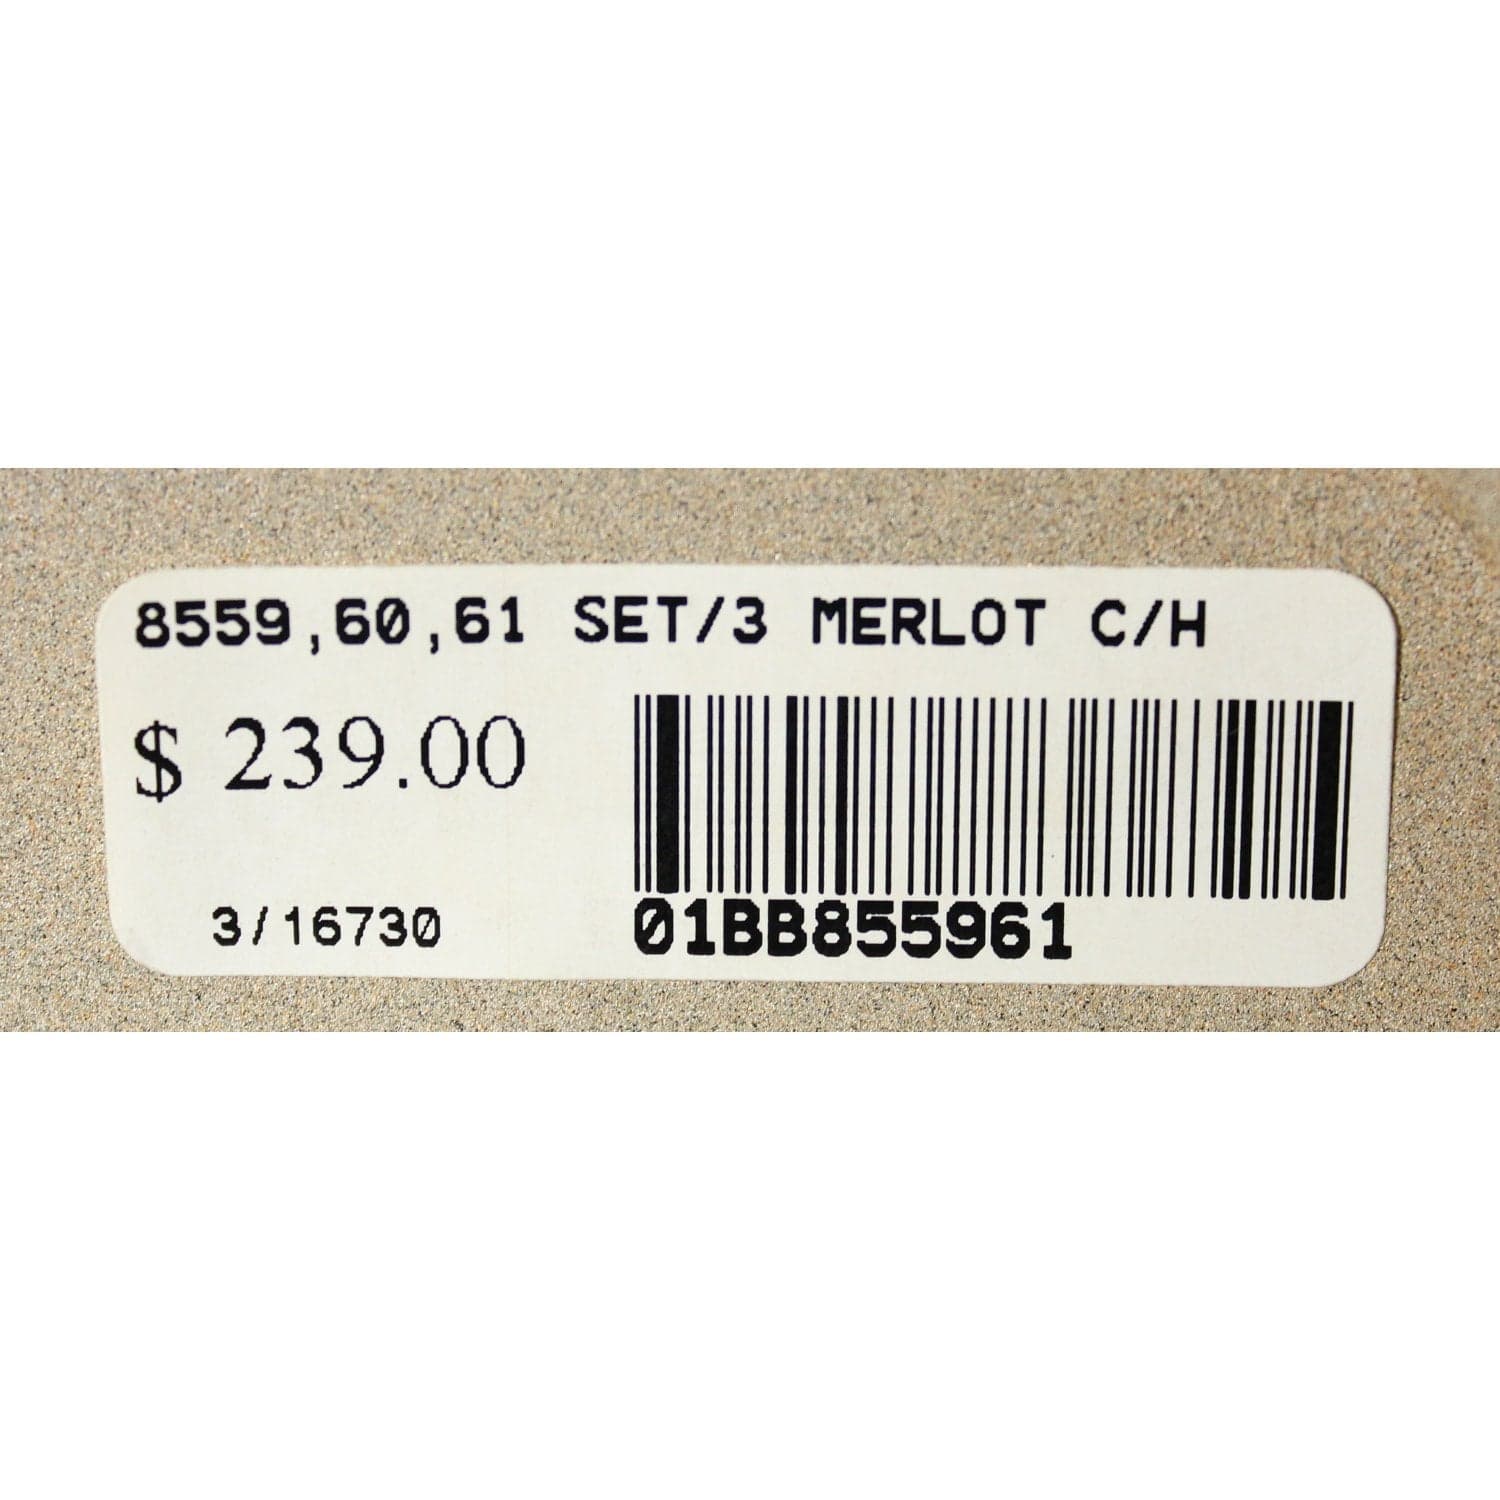 8559,60,61 SET/3 MERLOT C/H
$ 239.00
3/16730
01BB855961